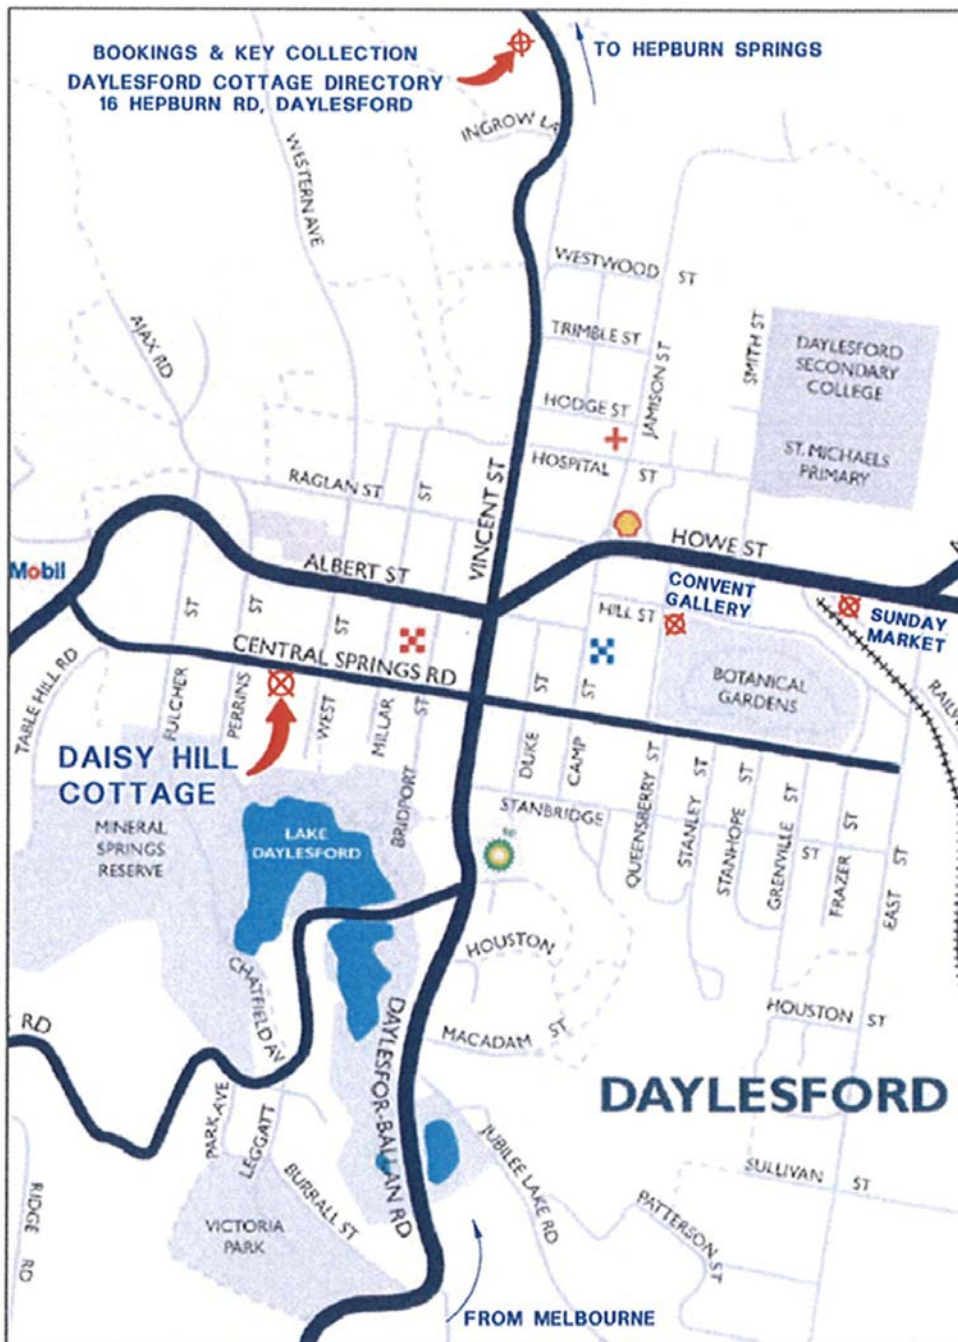 BOOKINGS & KEY COLLECTION
DAYLESFORD COTTAGE DIRECTORY
16 HEPBURN RD, DAYLESFORD
TO HEPBURN SPRINGS
INGROW LA
WESTERN AVE
WESTWOOD ST
AJAX RD
TRIMBLE ST
JAMISON ST
SMITH ST
DAYLESFORD
SECONDARY
COLLEGE
HODGE ST
ST. MICHAELS
PRIMARY
HOSPITAL ST
RAGLAN ST
ST
VINCENT ST
HOWE ST
Mobil
ALBERT ST
CONVENT
GALLERY
HILL ST
SUNDAY
MARKET
ST
ST
ST
CENTRAL SPRINGS RD
BOTANICAL
GARDENS
TABLE HILL RD
FULCHER
PERRINS
WEST
MILLAR
ST
DUKE ST
CAMP ST
RAILW
DAISY HILL
COTTAGE
BRIDPORT
STANBRIDGE
QUEENSBERRY ST
STANLEY ST
STANHOPE ST
GRENVILLE ST
ST
FRAZER ST
EAST ST
MINERAL
SPRINGS
RESERVE
LAKE
DAYLESFORD
HOUSTON
CHATFIELD AV
DAYLESFOR-BALLAN RD
MACADAM ST
HOUSTON ST
RD
DAYLESFORD
PARK AVE
LEGGATT
BURRALL ST
JUBILEE LAKE RD
SULLIVAN ST
PATTERSON ST
RIDGE RD
VICTORIA
PARK
FROM MELBOURNE